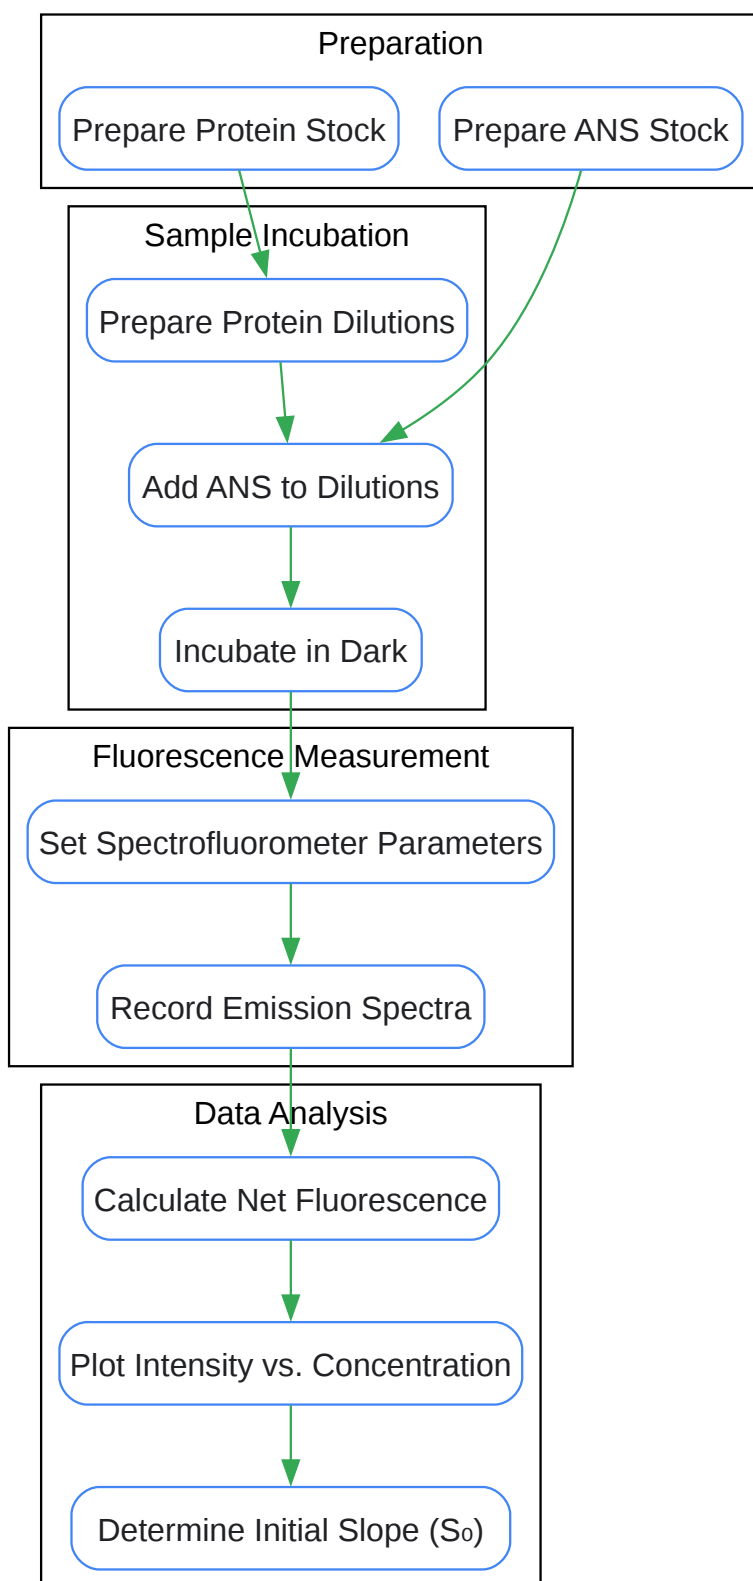 Preparation
Prepare Protein Stock
Prepare ANS Stock
Sample Incubation
Prepare Protein Dilutions
Add ANS to Dilutions
Incubate in Dark
Fluorescence Measurement
Set Spectrofluorometer Parameters
Record Emission Spectra
Data Analysis
Calculate Net Fluorescence
Plot Intensity vs. Concentration
Determine Initial Slope (S₀)